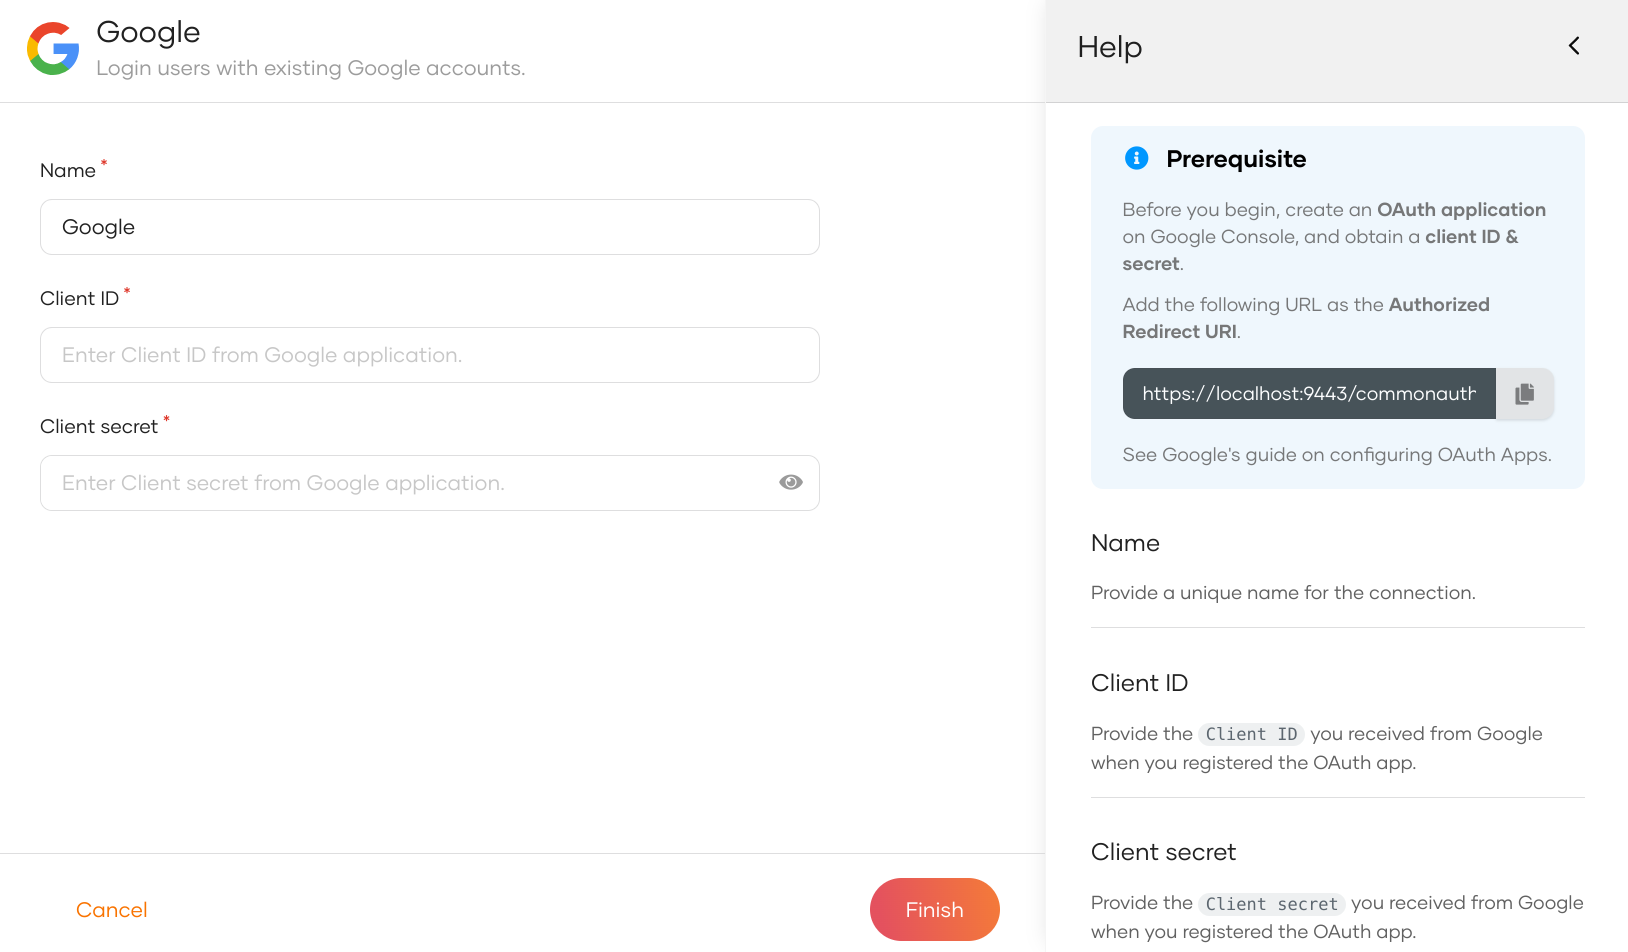 Google
Login users with existing Google accounts.
Name *
Google
Client ID *
Enter Client ID from Google application.
Client secret *
Enter Client secret from Google application.
Cancel
Finish
Help
Prerequisite
Before you begin, create an OAuth application
on Google Console, and obtain a client ID &
secret.
Add the following URL as the Authorized
Redirect URI.
https://localhost:9443/commonauth
See Google's guide on configuring OAuth Apps.
Name
Provide a unique name for the connection.
Client ID
Provide the Client ID you received from Google
when you registered the OAuth app.
Client secret
Provide the Client secret you received from Google
when you registered the OAuth app.